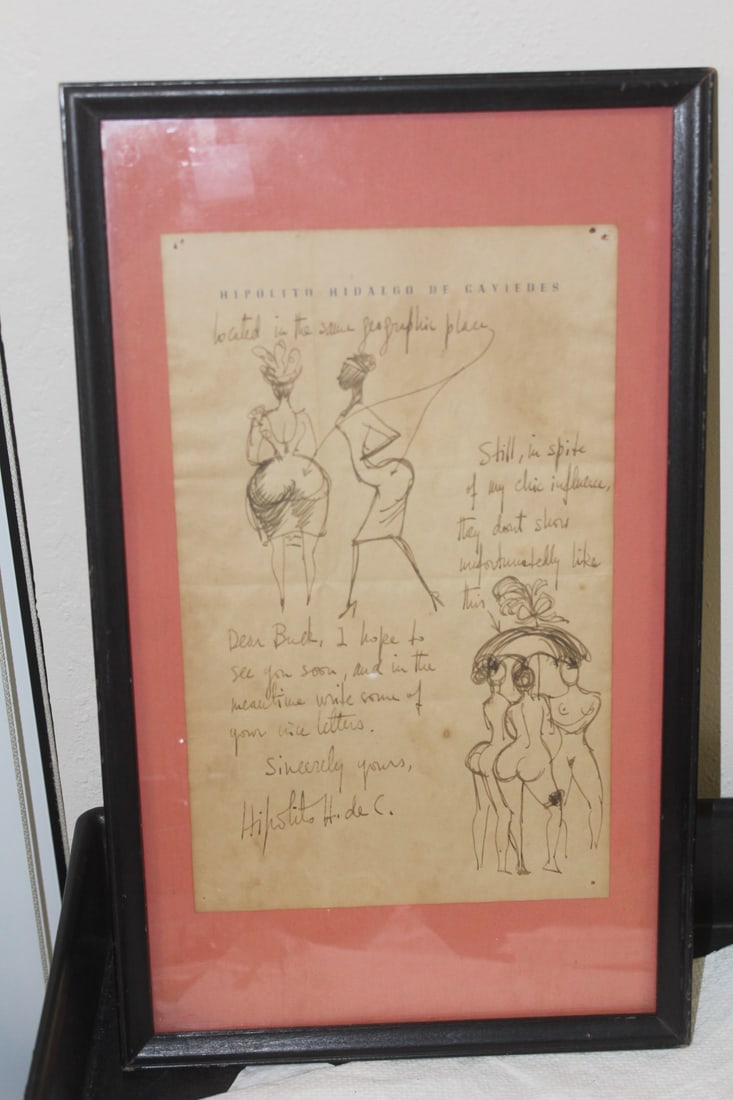 HIPOLITO HIDALGO DE CAVIEDES
located in the same geographic place
Still, in spite
of my chic influence,
they dont show
unfortunatedly like
this
Dear Buck, I hope to
see you soon, and in the
meantime write some of
your nice letters.
Sincerely yours,
Hipolito H. de C.